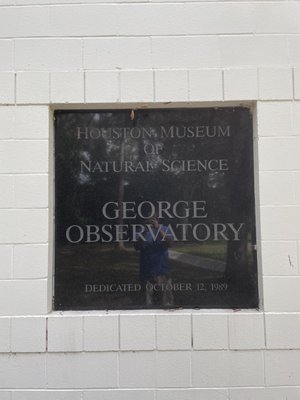 HOUSTON MUSEUM
OF
NATURAL SCIENCE
GEORGE
OBSERVATORY
DEDICATED OCTOBER 12, 1989